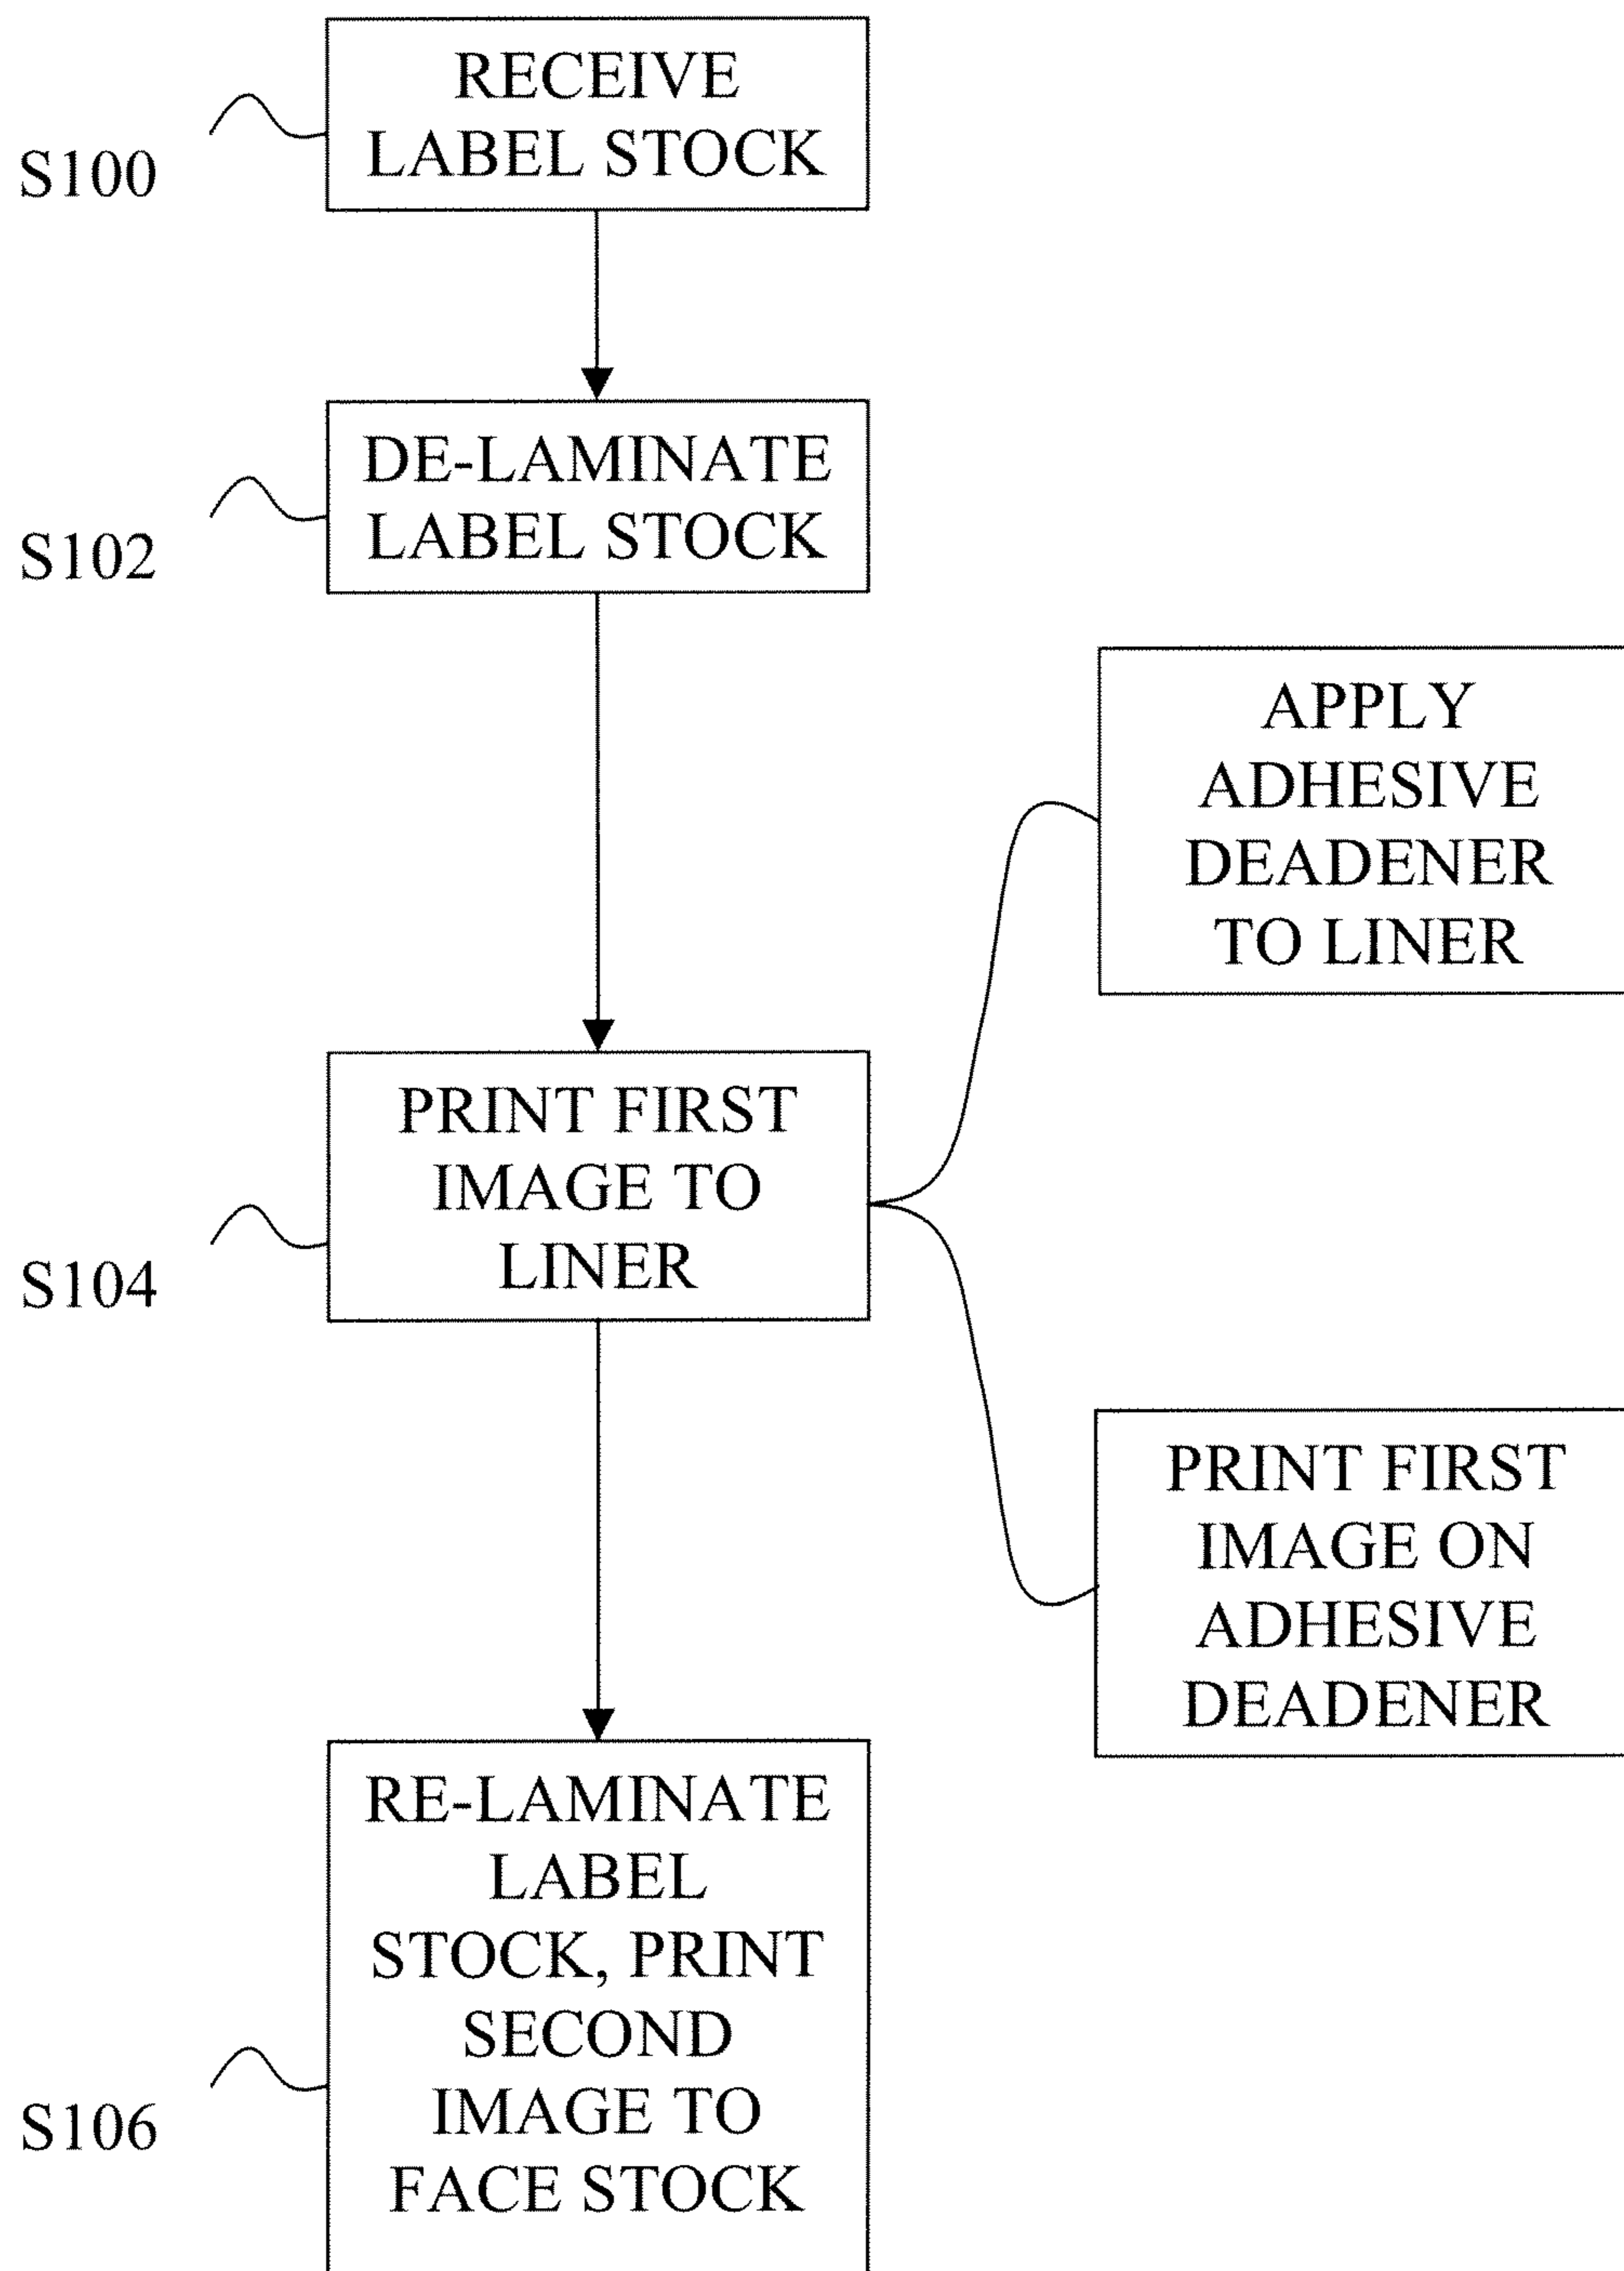 RECEIVE
LABEL STOCK
S100
DE-LAMINATE
LABEL STOCK
S102
APPLY
ADHESIVE
DEADENER
TO LINER
PRINT FIRST
IMAGE TO
LINER
S104
PRINT FIRST
IMAGE ON
ADHESIVE
DEADENER
RE-LAMINATE
LABEL
STOCK, PRINT
SECOND
IMAGE TO
FACE STOCK
S106